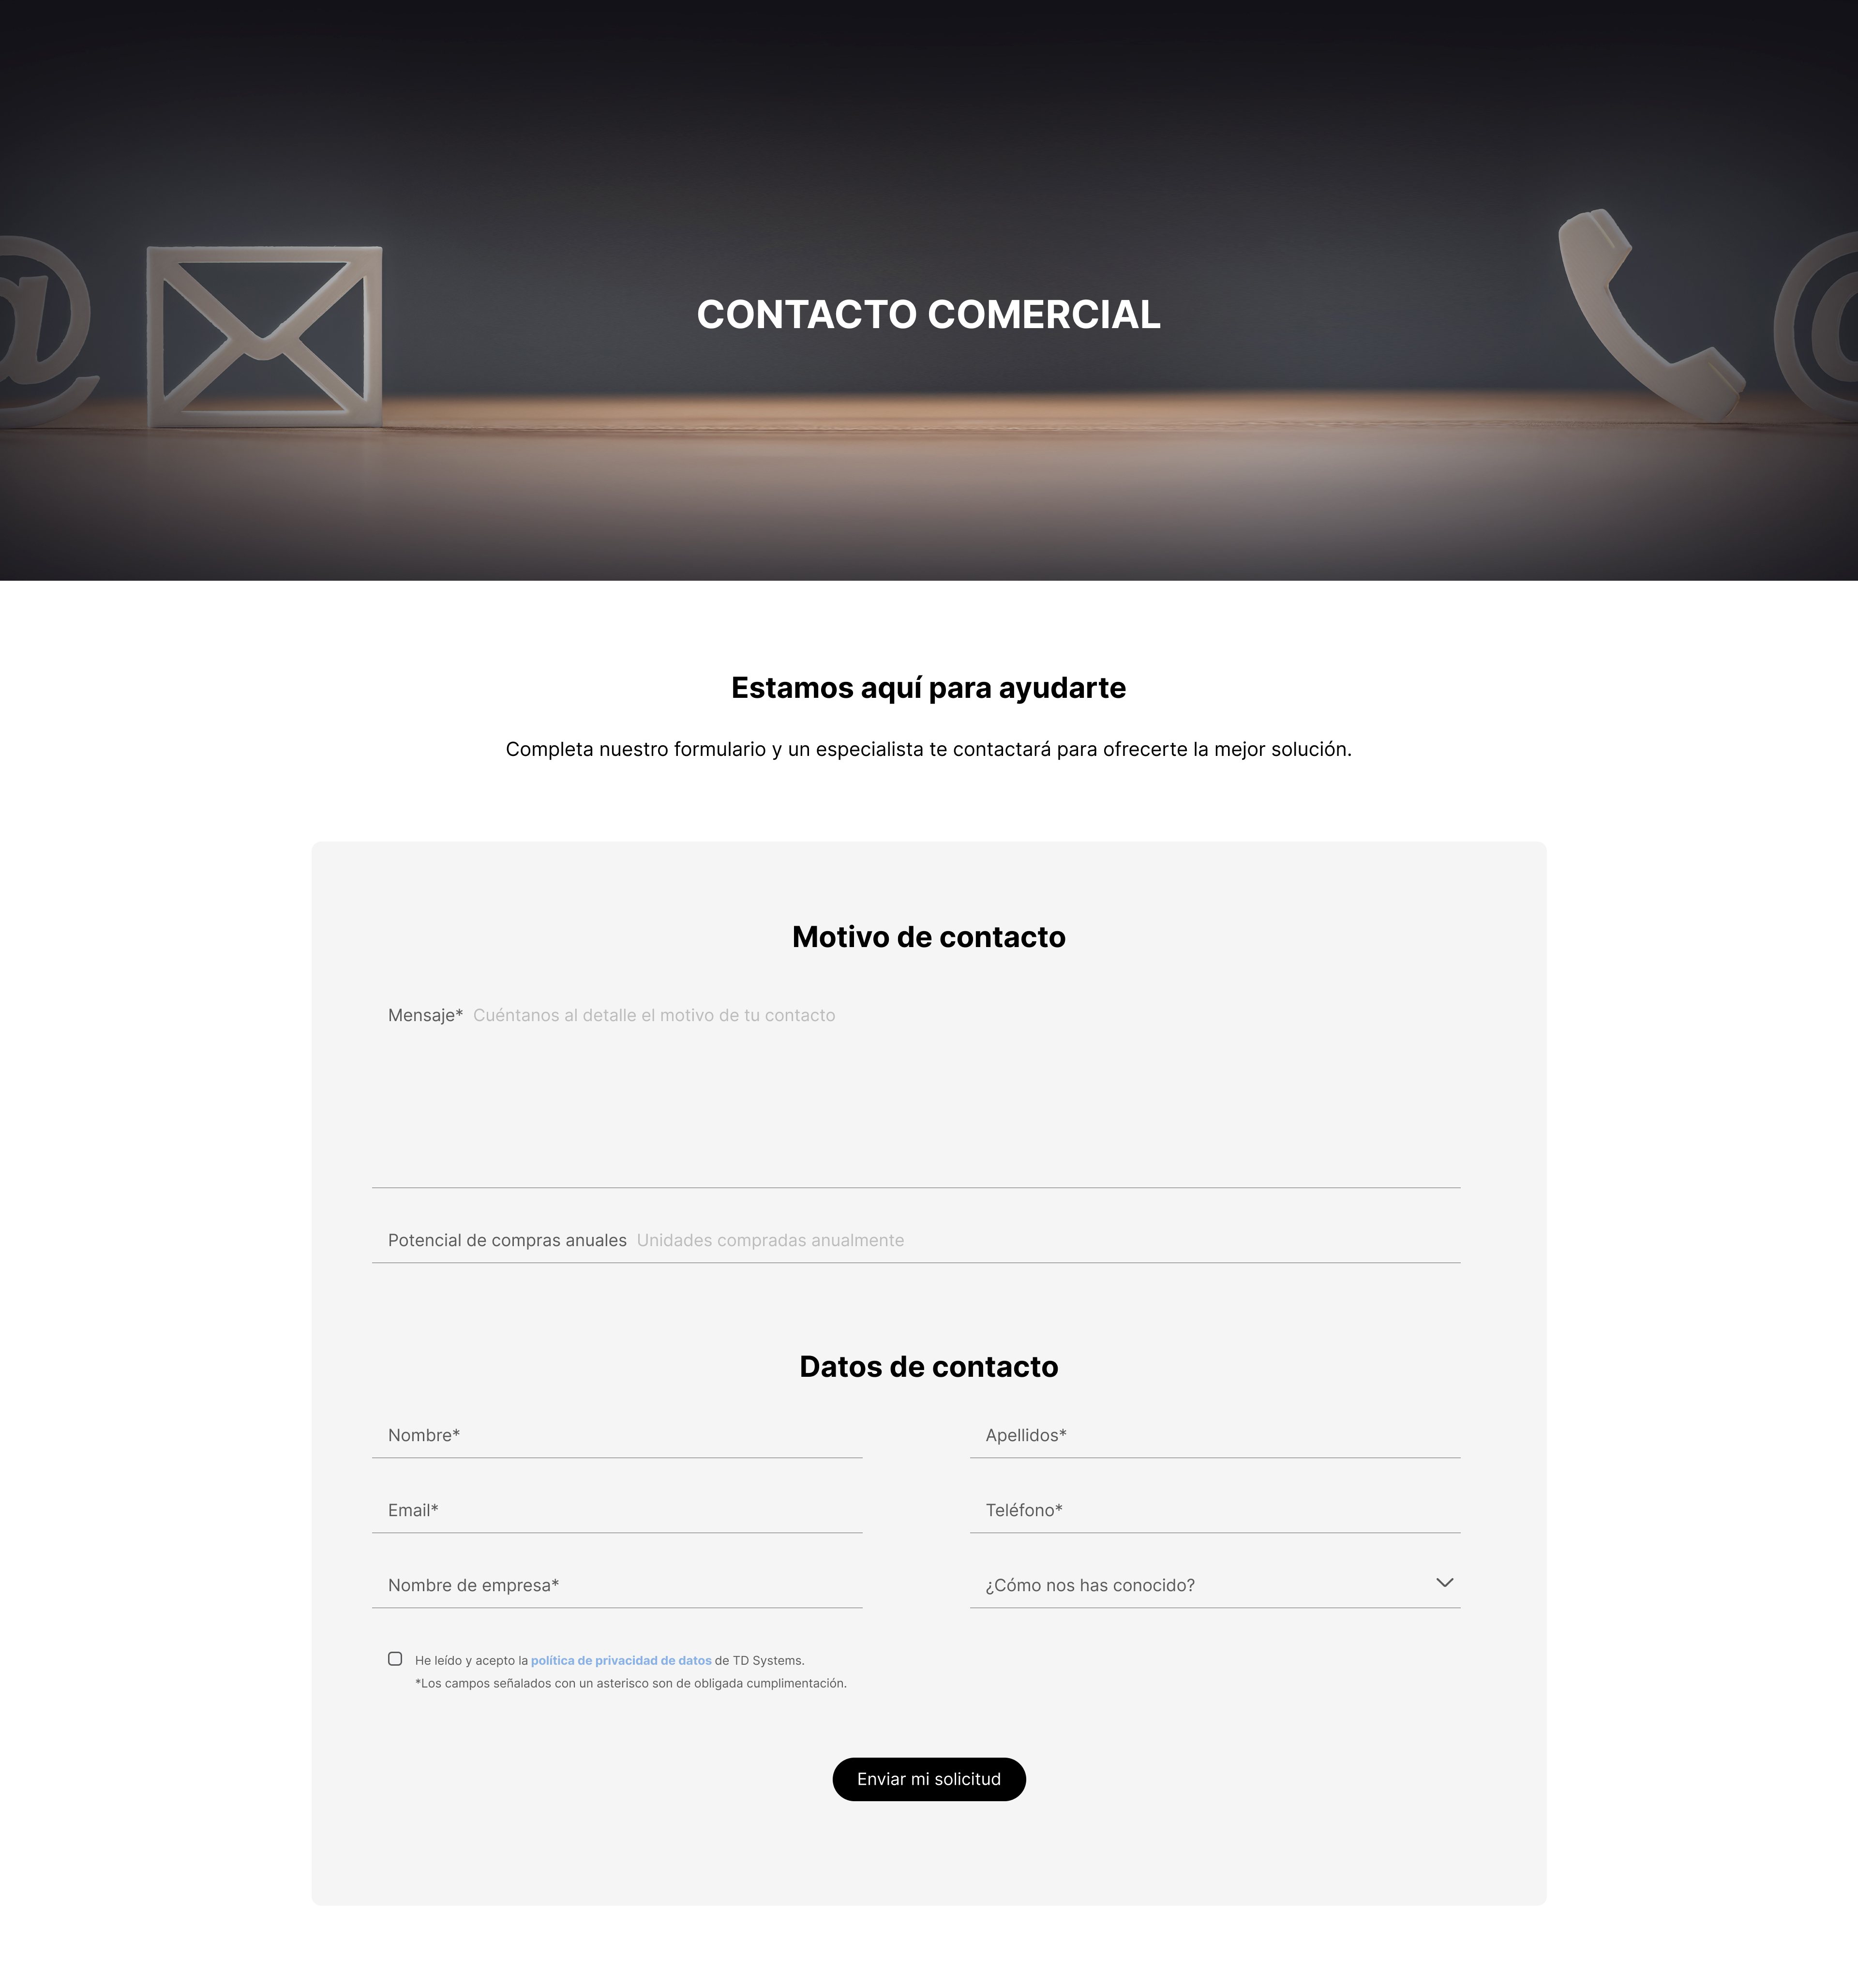 CONTACTO COMERCIAL
Estamos aquí para ayudarte
Completa nuestro formulario y un especialista te contactará para ofrecerte la mejor solución.
Motivo de contacto
Mensaje* Cuéntanos al detalle el motivo de tu contacto
Potencial de compras anuales Unidades compradas anualmente
Datos de contacto
Nombre*
Apellidos*
Email*
Teléfono*
Nombre de empresa*
¿Cómo nos has conocido?
He leído y acepto la política de privacidad de datos de TD Systems.
*Los campos señalados con un asterisco son de obligada cumplimentación.
Enviar mi solicitud